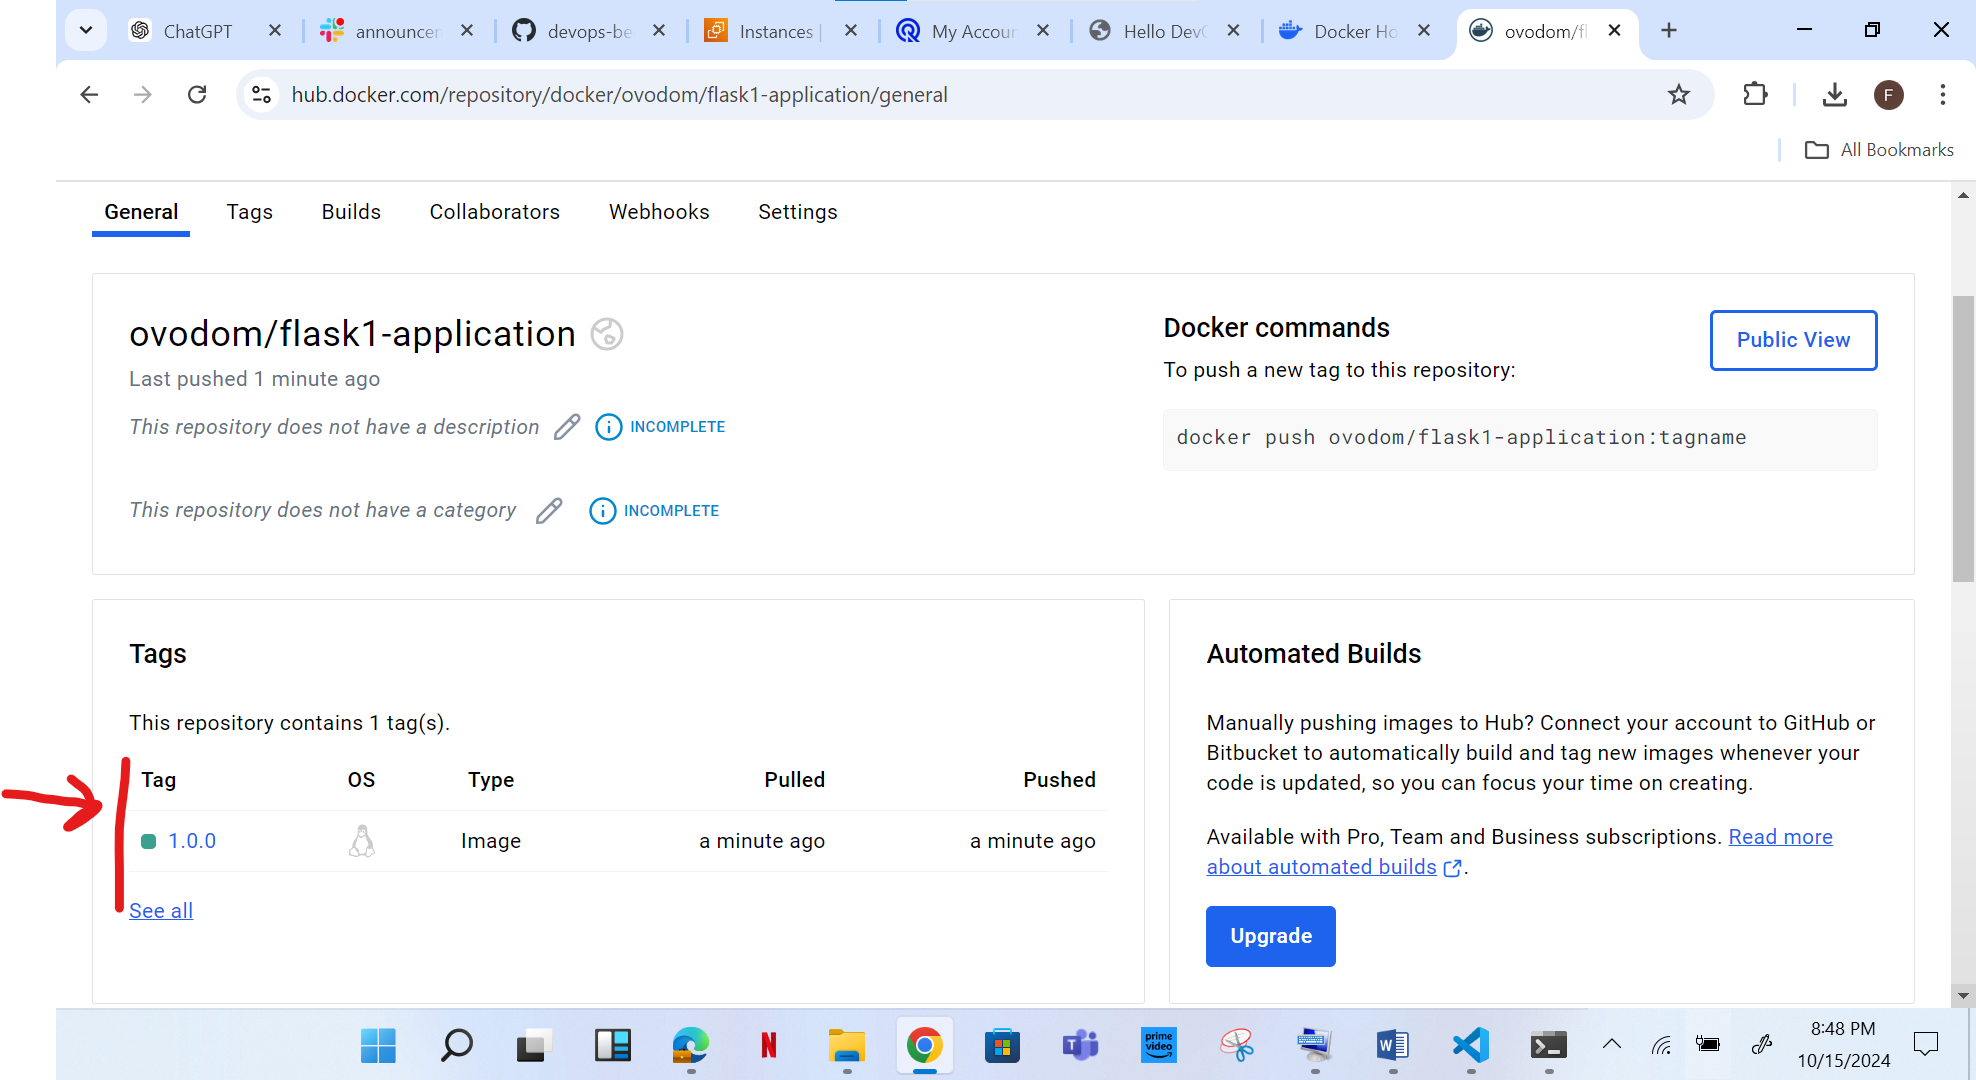 ChatGPT
announcer
devops-be
Instances |
My Accour
Hello Dev
Docker Ho
ovodom/fl
hub.docker.com/repository/docker/ovodom/flask1-application/general
F
All Bookmarks
General Tags Builds Collaborators Webhooks Settings
ovodom/flask1-application
Last pushed 1 minute ago
This repository does not have a description INCOMPLETE
This repository does not have a category INCOMPLETE
Docker commands
To push a new tag to this repository:
Public View
docker push ovodom/flask1-application:tagname
Tags
This repository contains 1 tag(s).
Tag OS Type Pulled Pushed
1.0.0 Image a minute ago a minute ago
See all
Automated Builds
Manually pushing images to Hub? Connect your account to GitHub or
Bitbucket to automatically build and tag new images whenever your
code is updated, so you can focus your time on creating.
Available with Pro, Team and Business subscriptions. Read more
about automated builds .
Upgrade
prime
video
8:48 PM
10/15/2024